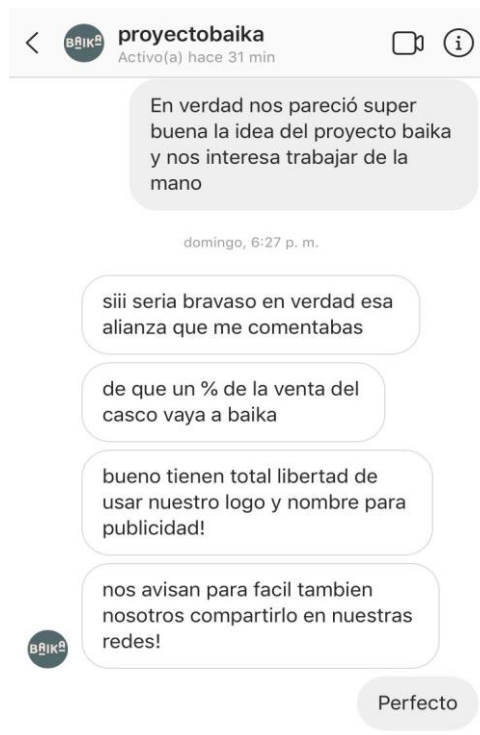 BAIKA
proyectobaika
Activo(a) hace 31 min
En verdad nos pareció super
buena la idea del proyecto baika
y nos interesa trabajar de la
mano
domingo, 6:27 p. m.
siii seria bravaso en verdad esa
alianza que me comentabas
de que un % de la venta del
casco vaya a baika
bueno tienen total libertad de
usar nuestro logo y nombre para
publicidad!
nos avisan para facil tambien
nosotros compartirlo en nuestras
redes!
BAIKA
Perfecto